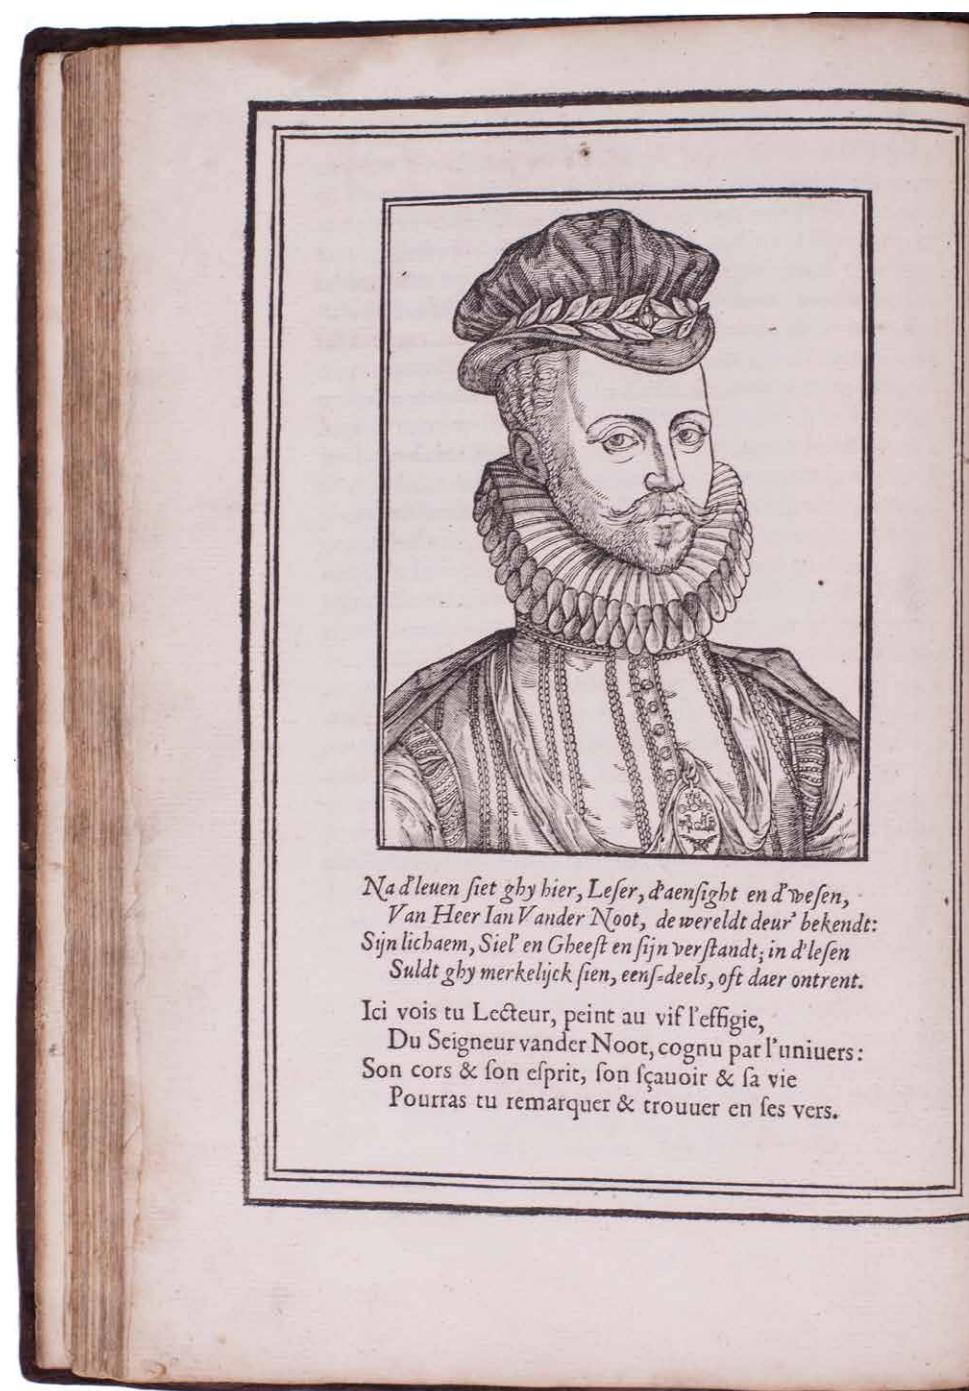 Na d'leuen ſiet ghy hier, Leſer, d'aenſight en d'weſen,
Van Heer Ian Vander Noot, de wereldt deur' bekendt:
Sijn lichaem, Siel' en Gheeſt en ſijn verſtandt; in d'leſen
Suldt ghy merkelijck ſien, eenſ-deels, oft daer ontrent.
Ici vois tu Lecteur, peint au vif l'effigie,
Du Seigneur vander Noot, cognu par l'uniuers:
Son cors & ſon eſprit, ſon ſçauoir & ſa vie
Pourras tu remarquer & trouuer en ſes vers.